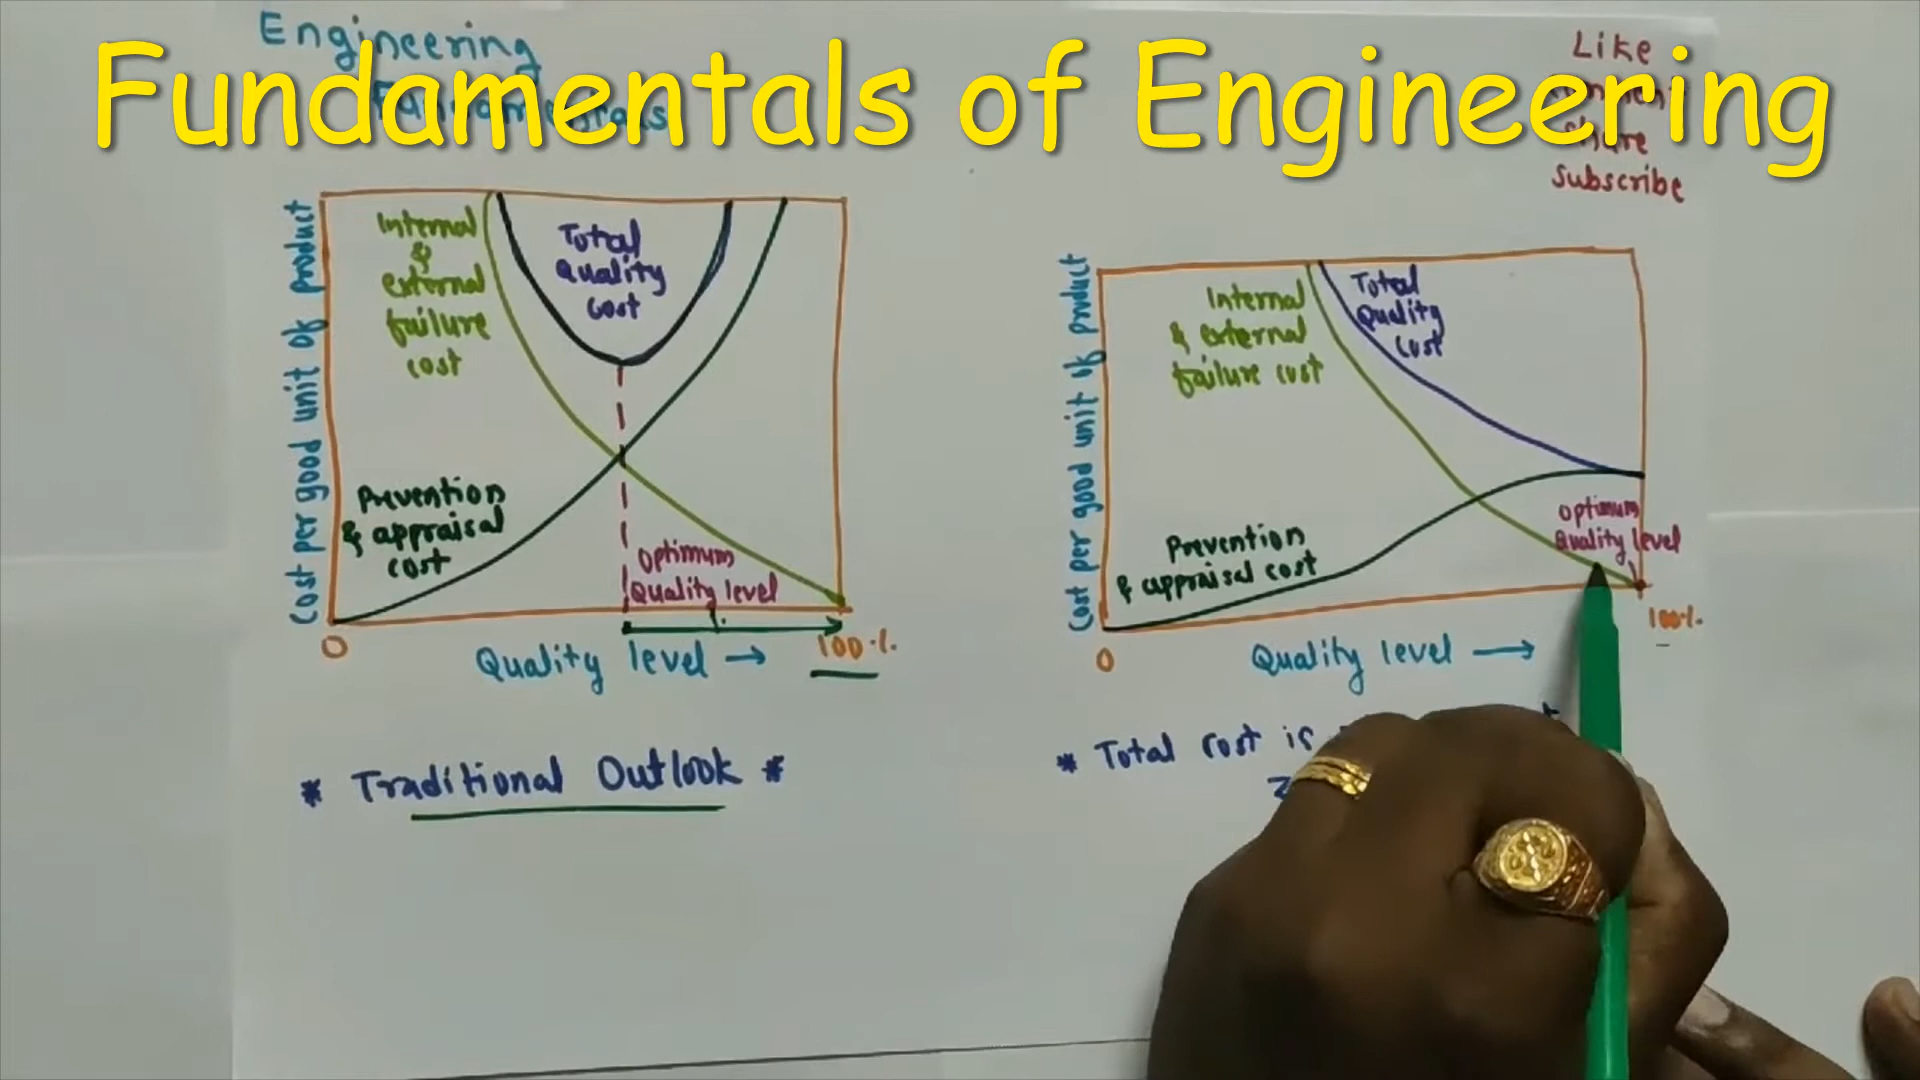 Fundamentals of Engineering
Engineering
Fundamentals
Like
share
subscribe
Cost per good unit of product
Internal
&
external
failure
cost
Total
Quality
cost
Prevention
& appraisal
cost
Optimum
Quality level
0
100%.
Quality level →
* Traditional Outlook *
Cost per good unit of product
Internal
& external
failure cost
Total
Quality
cost
Prevention
& appraisal cost
optimum
Quality level
0
100%.
Quality level →
* Total cost is